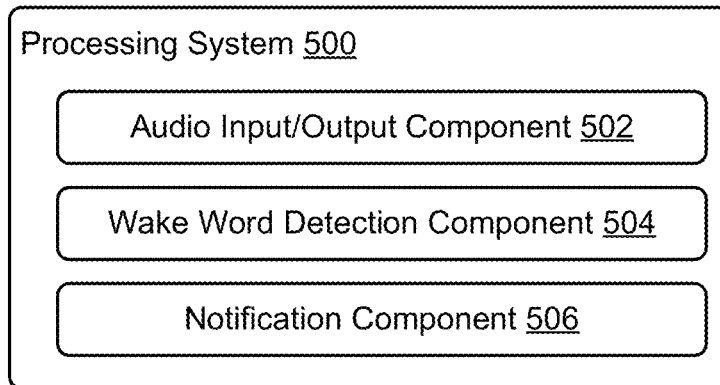 Processing System 500
Audio Input/Output Component 502
Wake Word Detection Component 504
Notification Component 506